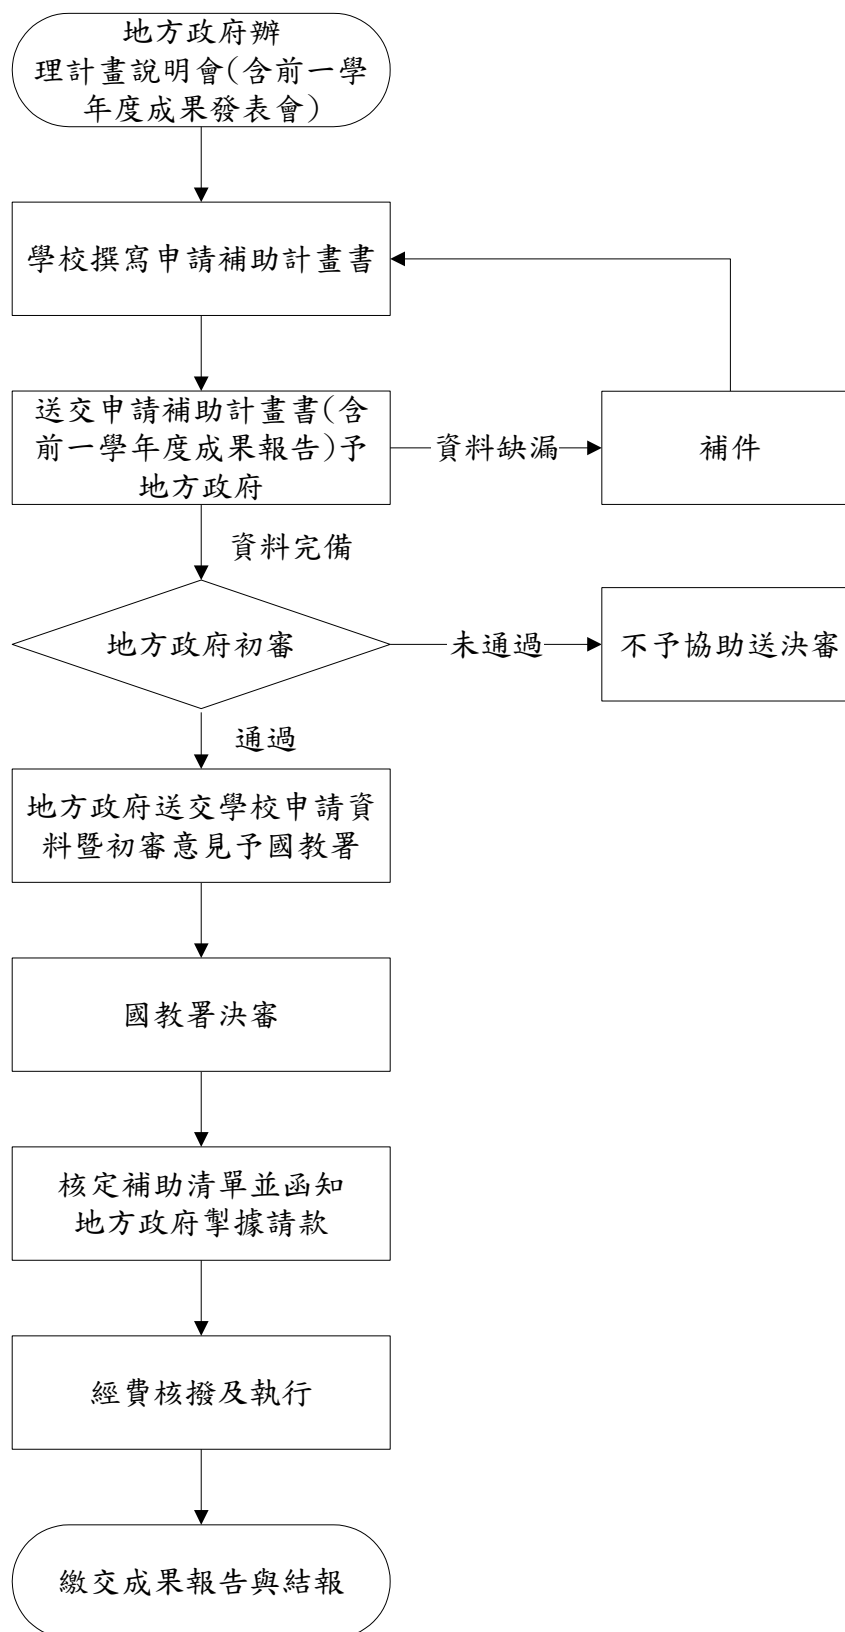 地方政府辦
理計畫說明會(含前一學
年度成果發表會)
學校撰寫申請補助計畫書
送交申請補助計畫書(含
前一學年度成果報告)予
地方政府
資料缺漏
補件
資料完備
地方政府初審
未通過
不予協助送決審
通過
地方政府送交學校申請資
料暨初審意見予國教署
國教署決審
核定補助清單並函知
地方政府掣據請款
經費核撥及執行
繳交成果報告與結報